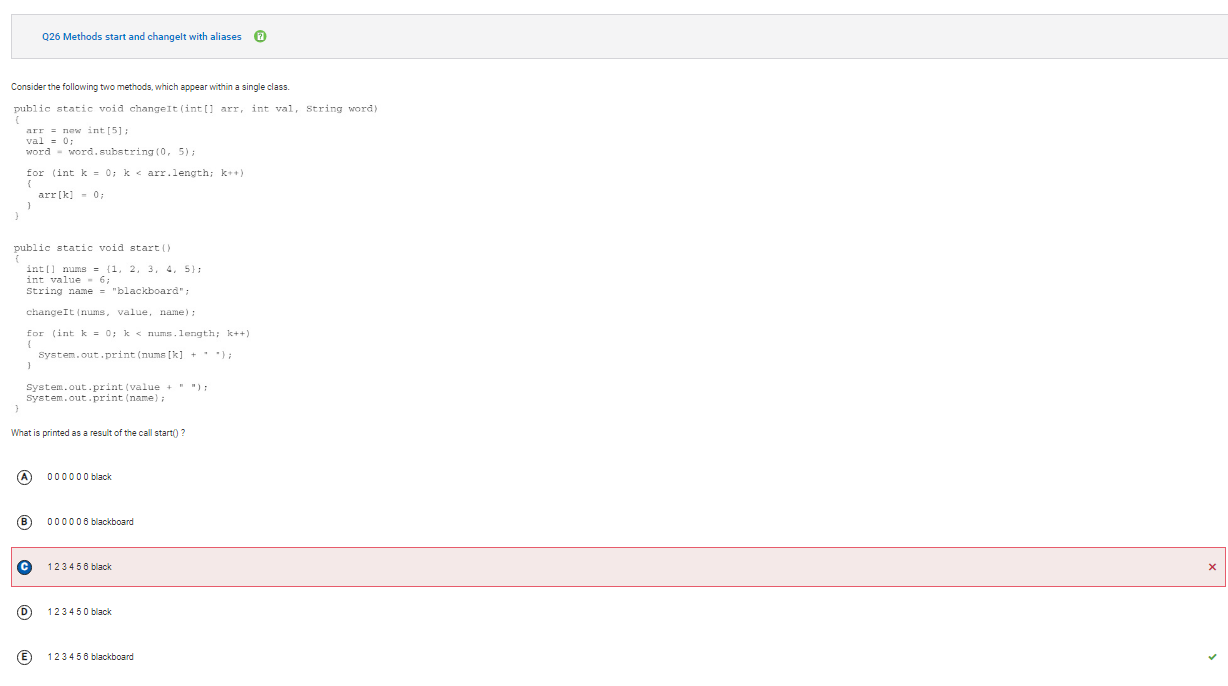 Q26 Methods start and changeIt with aliases
Consider the following two methods, which appear within a single class.
public static void changeIt(int[] arr, int val, String word)
{
arr = new int[5];
val = 0;
word = word.substring(0, 5);
for (int k = 0; k < arr.length; k++)
{
arr[k] = 0;
}
}
public static void start()
{
int[] nums = {1, 2, 3, 4, 5};
int value = 6;
String name = "blackboard";
changeIt(nums, value, name);
for (int k = 0; k < nums.length; k++)
{
System.out.print(nums[k] + " ");
}
System.out.print(value + " ");
System.out.print(name);
}
What is printed as a result of the call start() ?
A 0 0 0 0 0 0 black
B 0 0 0 0 0 6 blackboard
C 1 2 3 4 5 6 black
D 1 2 3 4 5 0 black
E 1 2 3 4 5 6 blackboard